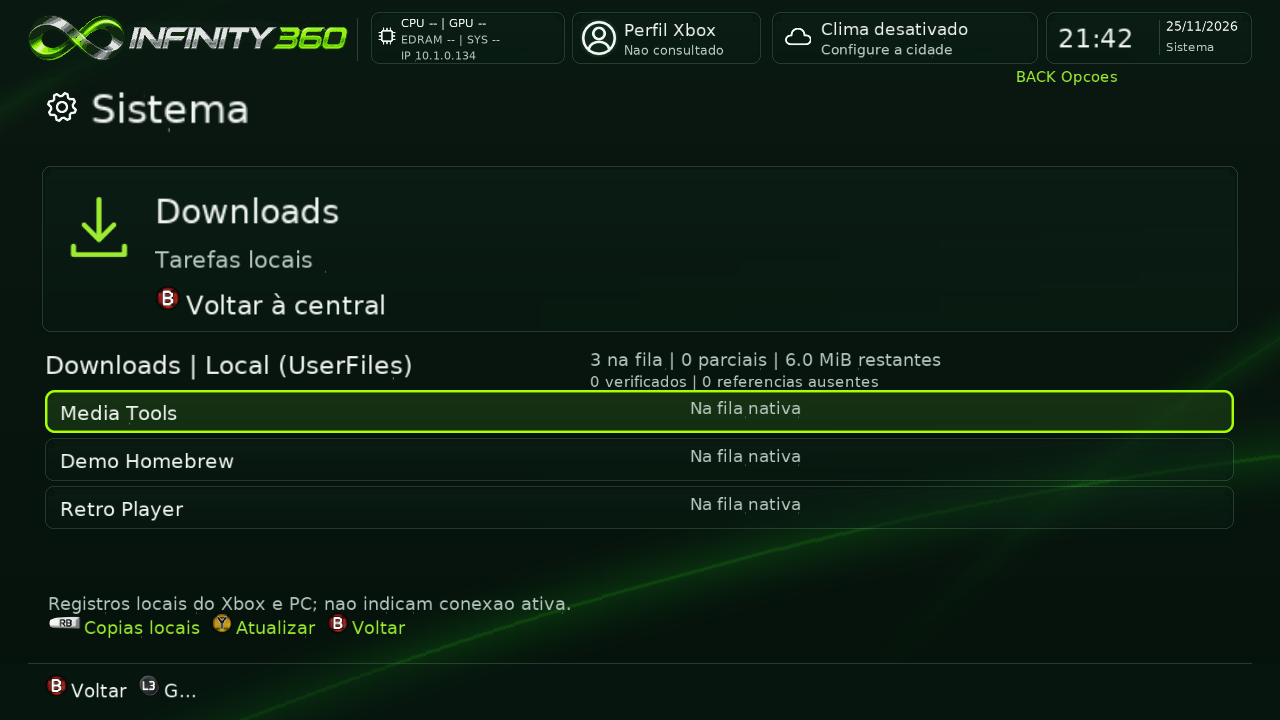 INFINITY 360
CPU -- | GPU --
EDRAM -- | SYS --
IP 10.1.0.134
Perfil Xbox
Nao consultado
Clima desativado
Configure a cidade
21:42
25/11/2026
Sistema
BACK Opcoes
Sistema
Downloads
Tarefas locais
B Voltar à central
Downloads | Local (UserFiles)
3 na fila | 0 parciais | 6.0 MiB restantes
0 verificados | 0 referencias ausentes
Media Tools Na fila nativa
Demo Homebrew Na fila nativa
Retro Player Na fila nativa
Registros locais do Xbox e PC; nao indicam conexao ativa.
RB Copias locais Y Atualizar B Voltar
B Voltar L3 G...